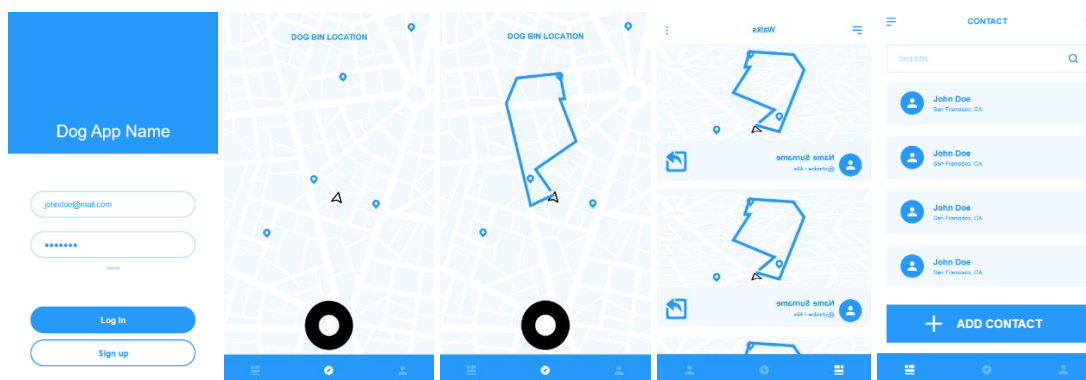 Dog App Name
johndoe@mail.com
Log In
Sign up
DOG BIN LOCATION
DOG BIN LOCATION
Walks
Name Surname
Name Surname
CONTACT
Searchs
John Doe
San Francisco, CA
John Doe
San Francisco, CA
John Doe
San Francisco, CA
John Doe
San Francisco, CA
ADD CONTACT